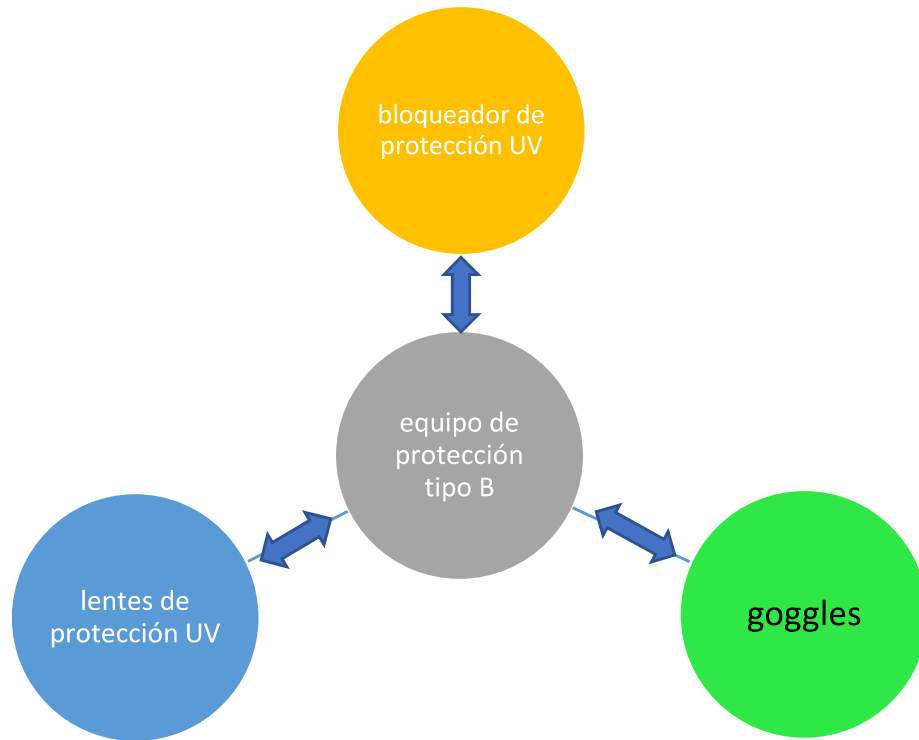 bloqueador de
protección UV
equipo de
protección
tipo B
lentes de
protección UV
goggles